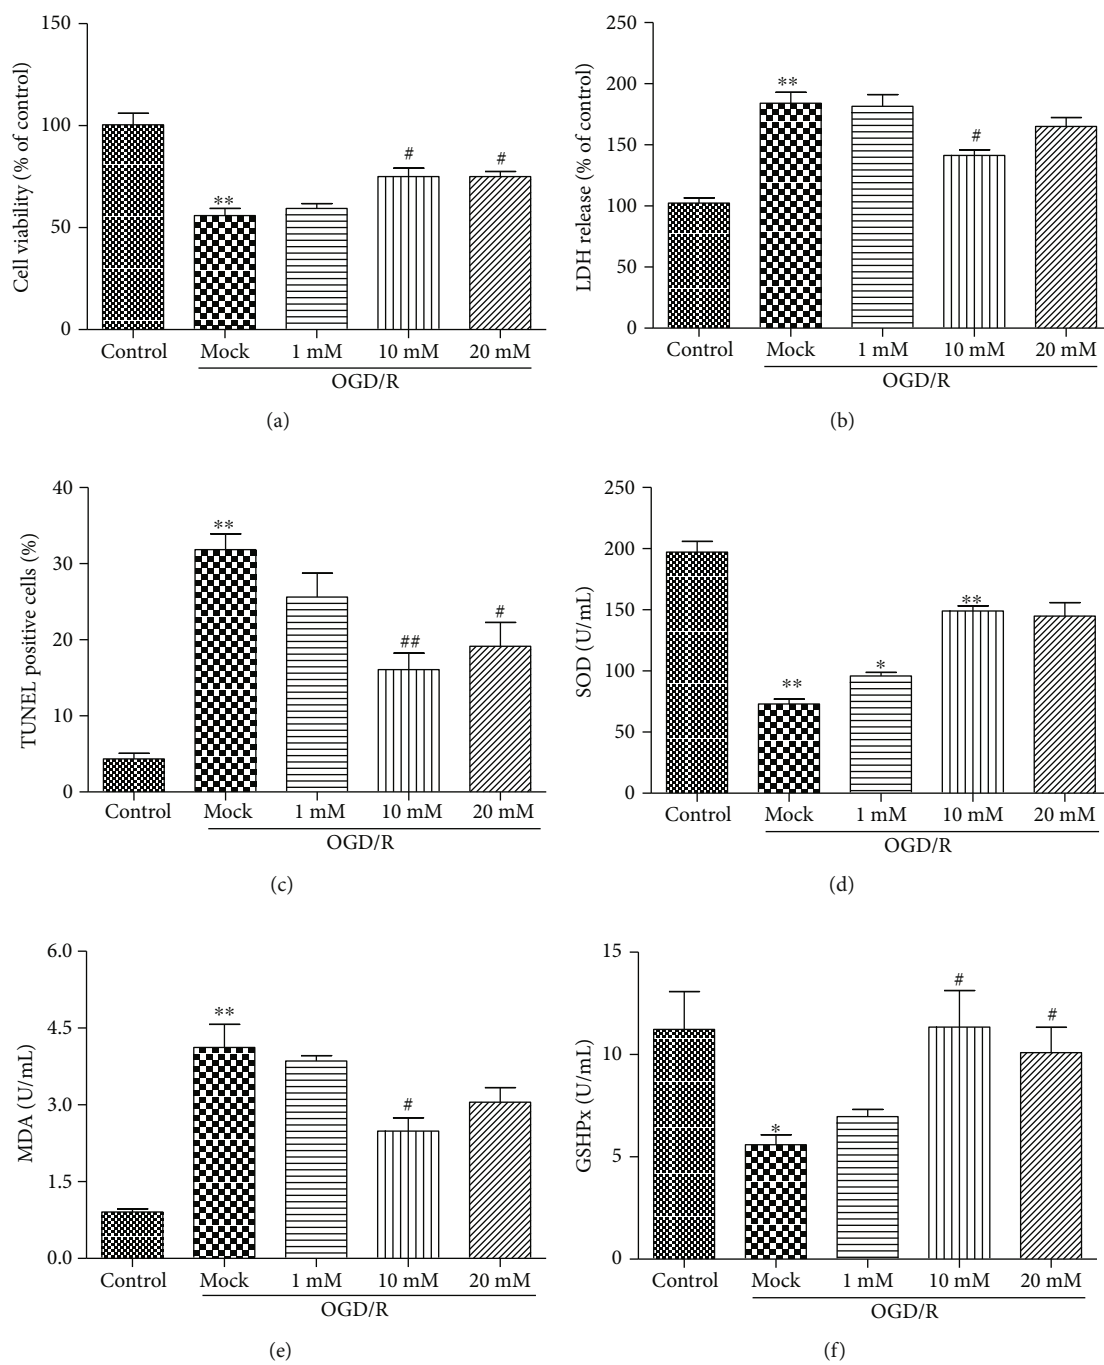 150
100
50
0
Cell viability (% of control)
**
#
#
Control Mock 1 mM 10 mM 20 mM
OGD/R
(a)
250
200
150
100
50
0
LDH release (% of control)
**
#
Control Mock 1 mM 10 mM 20 mM
OGD/R
(b)
40
30
20
10
0
TUNEL positive cells (%)
**
##
#
Control Mock 1 mM 10 mM 20 mM
OGD/R
(c)
250
200
150
100
50
0
SOD (U/mL)
**
*
**
Control Mock 1 mM 10 mM 20 mM
OGD/R
(d)
6.0
4.5
3.0
1.5
0.0
MDA (U/mL)
**
#
Control Mock 1 mM 10 mM 20 mM
OGD/R
(e)
15
10
5
0
GSHPx (U/mL)
*
#
#
Control Mock 1 mM 10 mM 20 mM
OGD/R
(f)